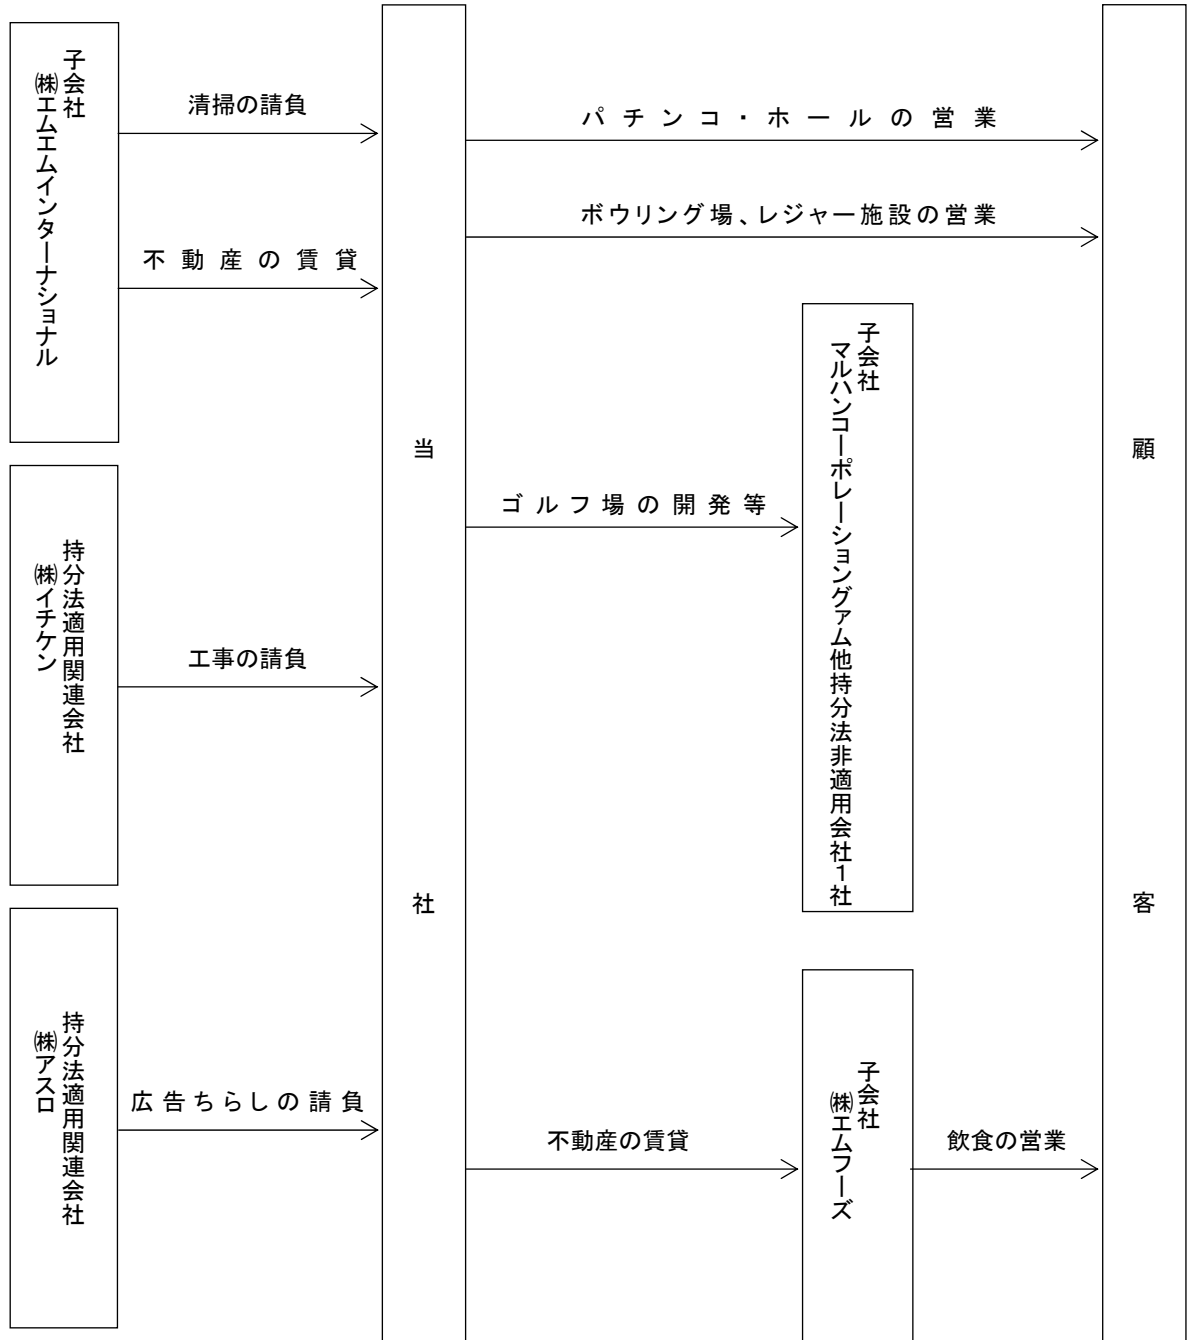 子会社
㈱エムエムインターナショナル
清掃の請負
不動産の賃貸
持分法適用関連会社
㈱イチケン
工事の請負
持分法適用関連会社
㈱アスロ
広告ちらしの請負
当社
パチンコ・ホールの営業
ボウリング場、レジャー施設の営業
ゴルフ場の開発等
子会社
マルハンコーポレーショングァム他持分法非適用会社1社
不動産の賃貸
子会社
㈱エムフーズ
飲食の営業
顧客